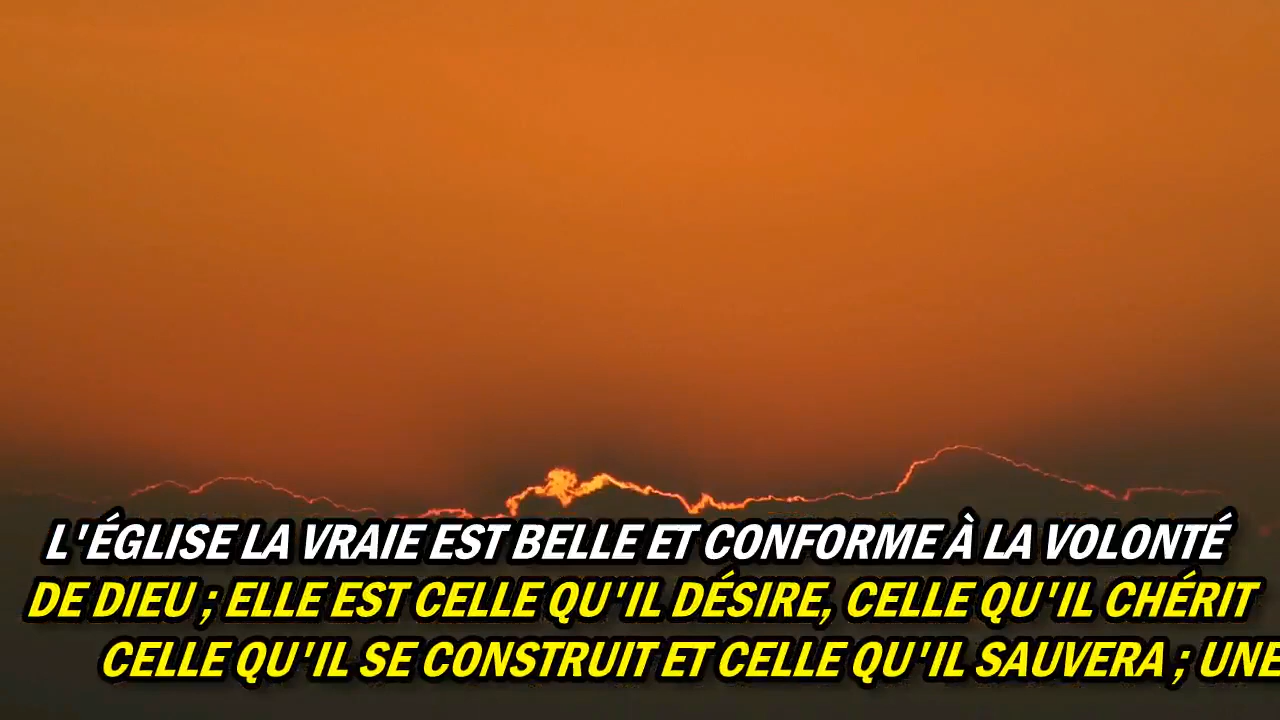 L'ÉGLISE LA VRAIE EST BELLE ET CONFORME À LA VOLONTÉ
DE DIEU ; ELLE EST CELLE QU'IL DÉSIRE, CELLE QU'IL CHÉRIT
CELLE QU'IL SE CONSTRUIT ET CELLE QU'IL SAUVERA ; UNE